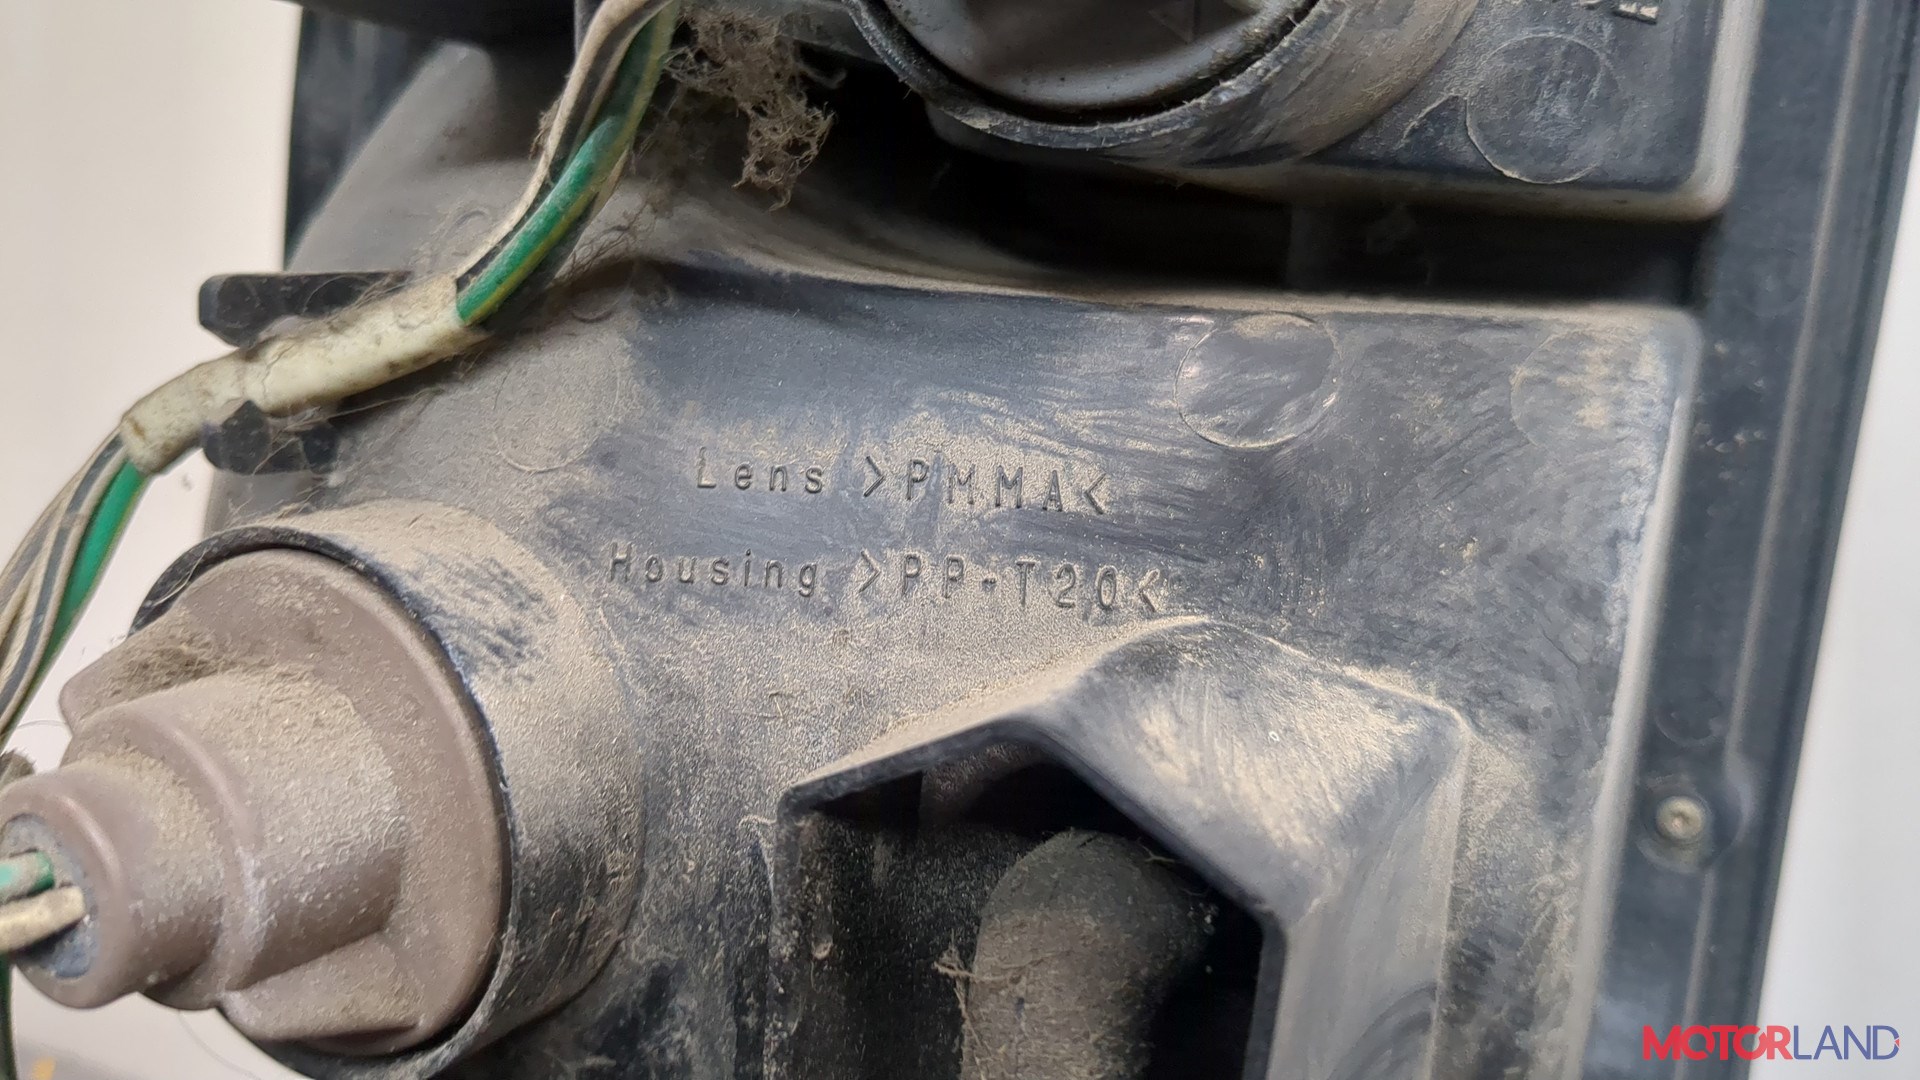 Lens >PMMA<
Housing >PP-T20<
MOTORLAND